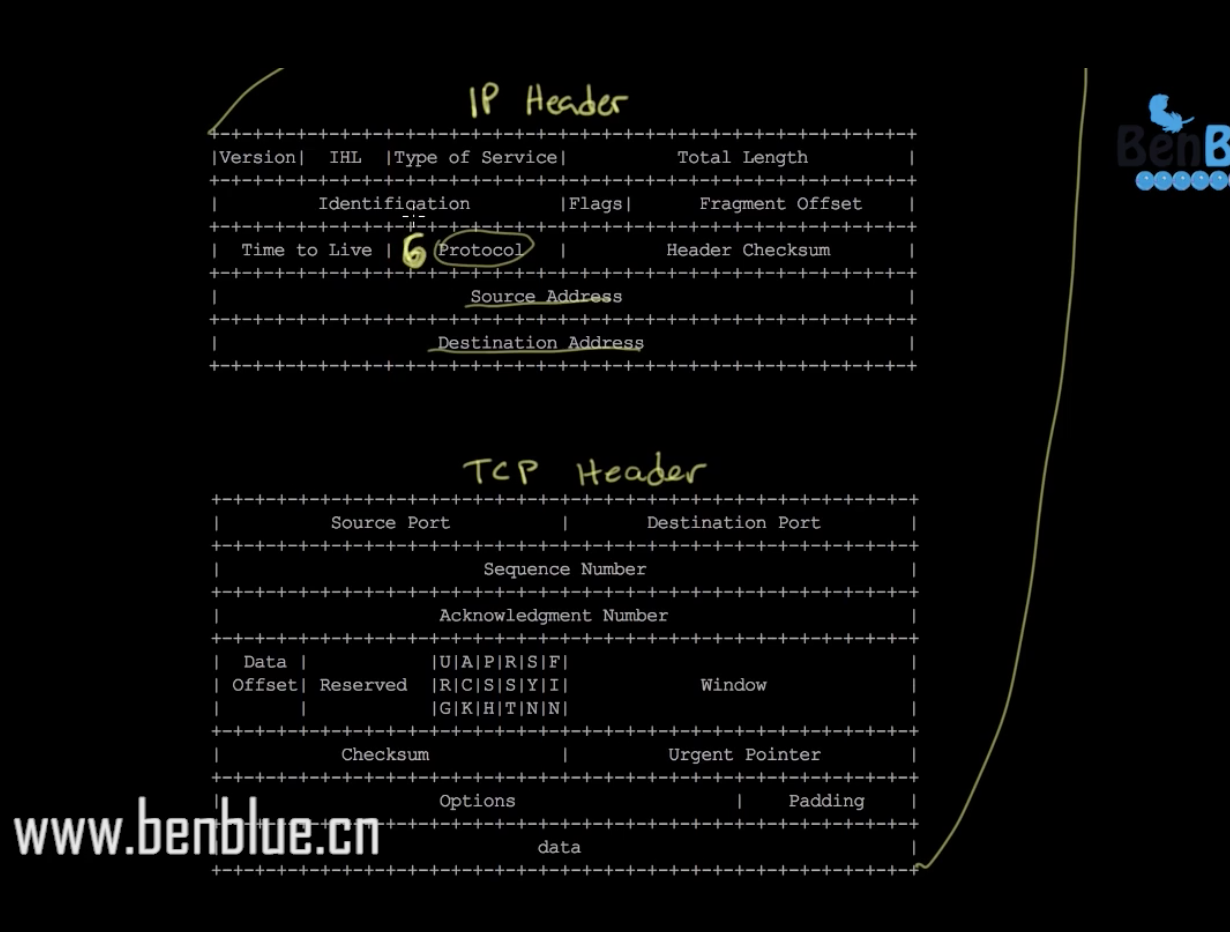 IP Header
|Version| IHL |Type of Service| Total Length |
| Identification |Flags| Fragment Offset |
| Time to Live | 6 Protocol | Header Checksum |
| Source Address |
| Destination Address |
TCP Header
| Source Port | Destination Port |
| Sequence Number |
| Acknowledgment Number |
| Data | |U|A|P|R|S|F| |
| Offset| Reserved |R|C|S|S|Y|I| Window |
| | |G|K|H|T|N|N| |
| Checksum | Urgent Pointer |
| Options | Padding |
| data |
www.benblue.cn
BenB